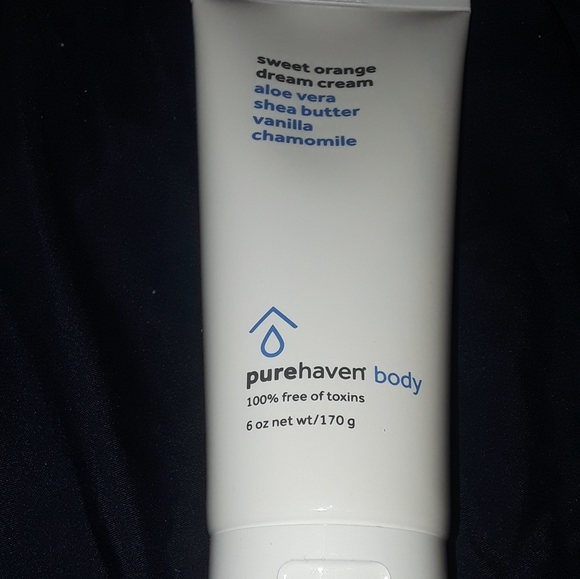 sweet orange
dream cream
aloe vera
shea butter
vanilla
chamomile
purehaven™ body
100% free of toxins
6 oz net wt/170 g